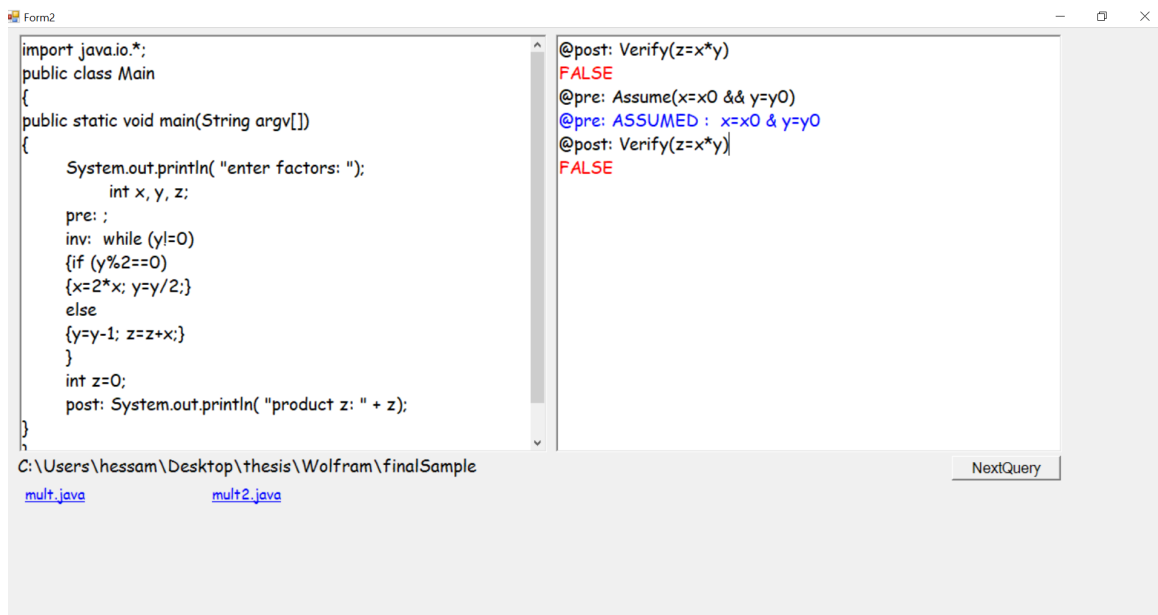 Form2
import java.io.*;
public class Main
{
public static void main(String argv[])
{
System.out.println( "enter factors: ");
int x, y, z;
pre: ;
inv:  while (y!=0)
{if (y%2==0)
{x=2*x; y=y/2;}
else
{y=y-1; z=z+x;}
}
int z=0;
post: System.out.println( "product z: " + z);
}
}
@post: Verify(z=x*y)
FALSE
@pre: Assume(x=x0 && y=y0)
@pre: ASSUMED :  x=x0 & y=y0
@post: Verify(z=x*y)
FALSE
C:\Users\hessam\Desktop\thesis\Wolfram\finalSample
NextQuery
mult.java
mult2.java